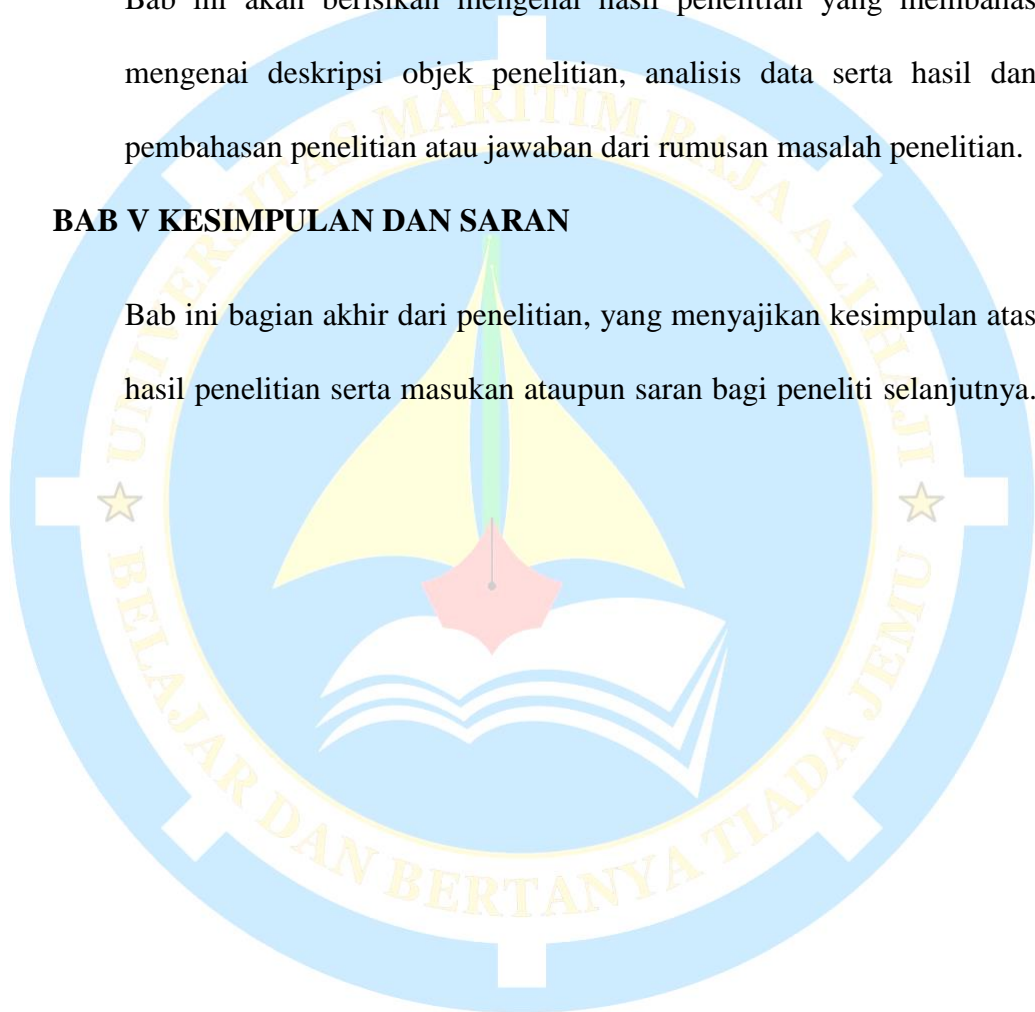 Bab ini akan berisikan mengenai hasil penelitian yang membahas
mengenai deskripsi objek penelitian, analisis data serta hasil dan
pembahasan penelitian atau jawaban dari rumusan masalah penelitian.
BAB V KESIMPULAN DAN SARAN
Bab ini bagian akhir dari penelitian, yang menyajikan kesimpulan atas
hasil penelitian serta masukan ataupun saran bagi peneliti selanjutnya.
UNIVERSITAS MARITIM RAJA ALI HAJI
BELAJAR DAN BERTANYA TIADA JEMU